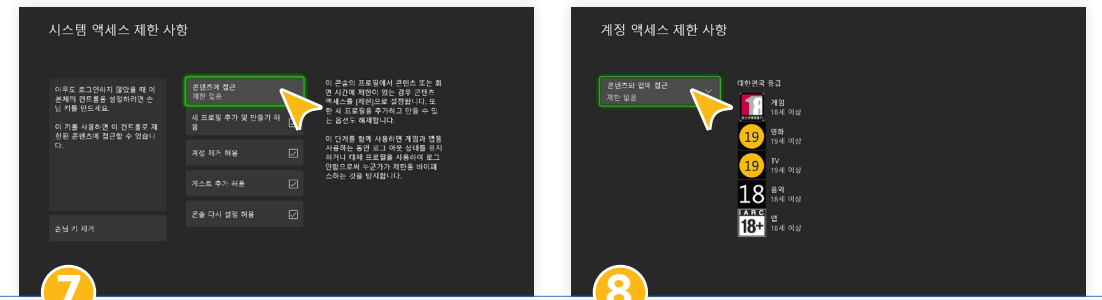 시스템 액세스 제한 사항
아무도 로그인하지 않았을 때 이
본체의 컨트롤을 설정하려면 손
님 키를 만드세요.
이 키를 사용하면 이 컨트롤로 제
한된 콘텐츠에 접근할 수 있습니
다.
손님 키 제거
콘텐츠에 접근
제한 없음
새 프로필 추가 및 만들기 허
용
계정 제거 허용
게스트 추가 허용
콘솔 다시 설정 허용
이 콘솔의 프로필에서 콘텐츠 또는 화
면 시간에 제한이 있는 경우 콘텐츠
액세스를 [제한]으로 설정합니다. 또
한 새 프로필을 추가하고 만들 수 있
는 옵션도 해제합니다.
이 단계를 함께 사용하면 게임과 앱을
사용하는 동안 로그 아웃 상태를 유지
하거나 대체 프로필을 사용하여 로그
인함으로써 누군가가 제한을 바이패
스하는 것을 방지합니다.
7
계정 액세스 제한 사항
콘텐츠와 앱에 접근
제한 없음
대한민국 등급
18
게임
18세 이상
19
영화
19세 이상
19
TV
19세 이상
18
음악
18세 이상
IARC
18+
앱
18세 이상
8